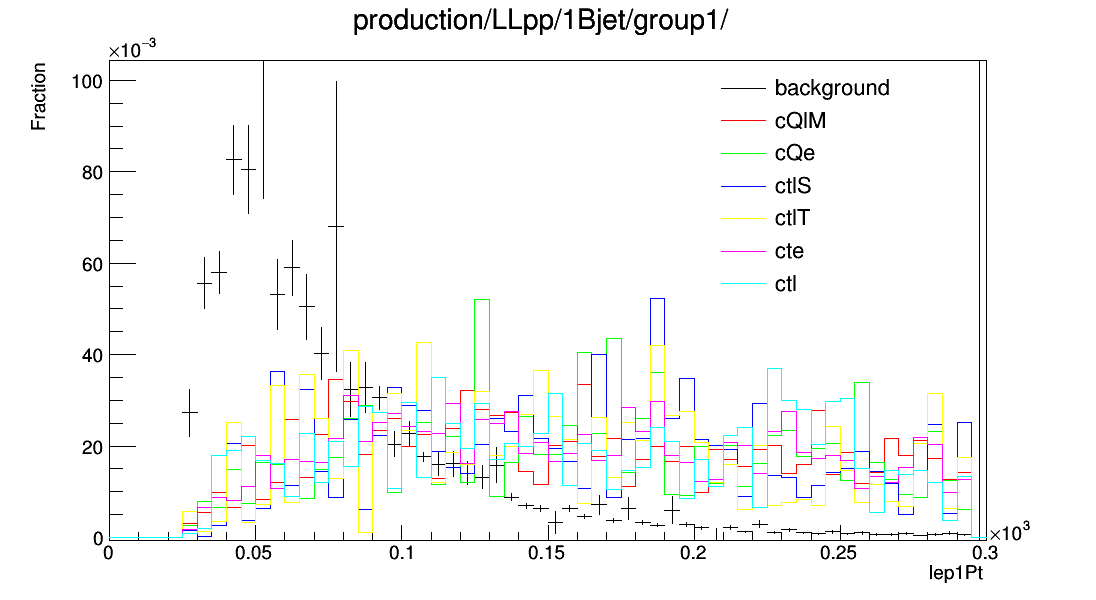 production/LLpp/1Bjet/group1/
×10⁻³
Fraction
100
80
60
40
20
0
background
cQlM
cQe
ctlS
ctlT
cte
ctl
0
0.05
0.1
0.15
0.2
0.25
0.3
×10³
lep1Pt